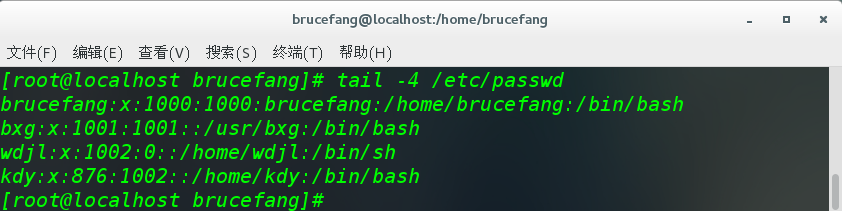 brucefang@localhost:/home/brucefang
文件(F) 编辑(E) 查看(V) 搜索(S) 终端(T) 帮助(H)
[root@localhost brucefang]# tail -4 /etc/passwd
brucefang:x:1000:1000:brucefang:/home/brucefang:/bin/bash
bxg:x:1001:1001::/usr/bxg:/bin/bash
wdjl:x:1002:0::/home/wdjl:/bin/sh
kdy:x:876:1002::/home/kdy:/bin/bash
[root@localhost brucefang]#